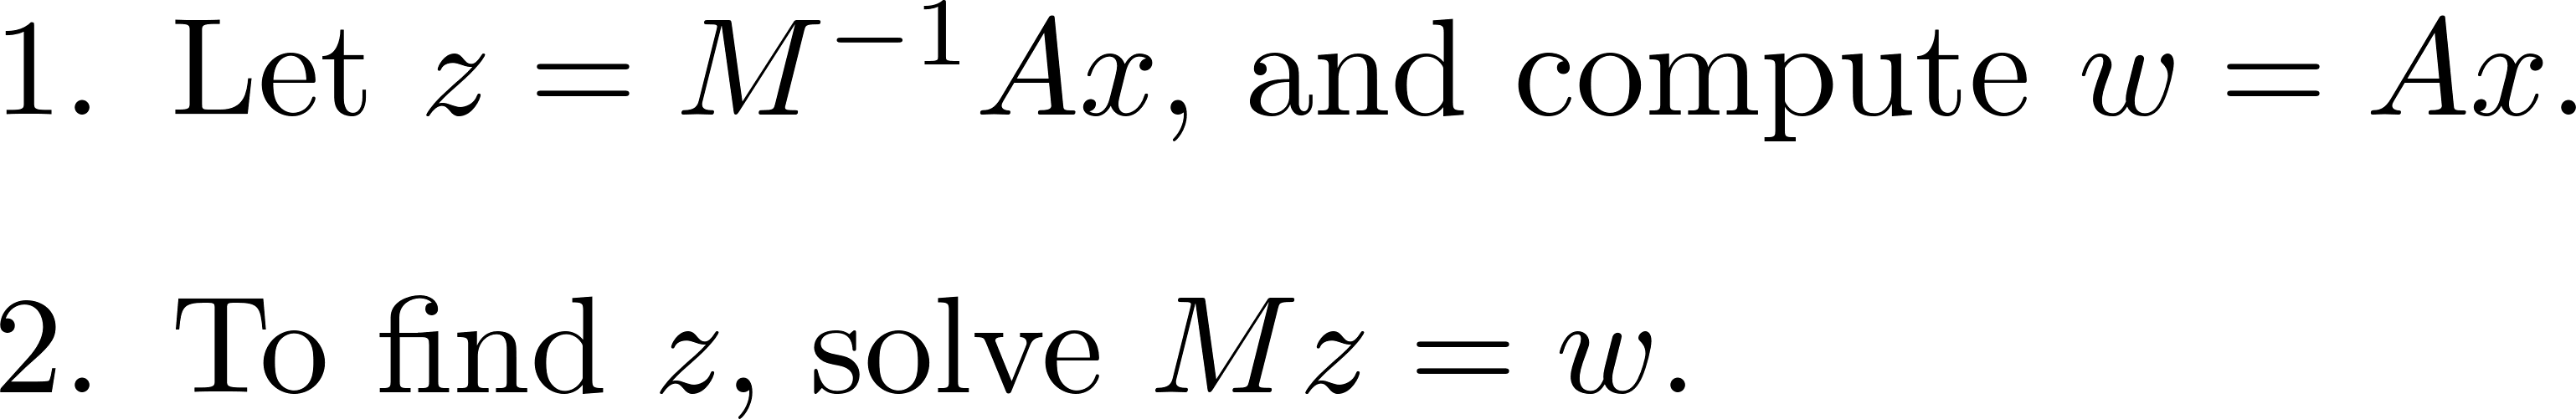 1. Let $z = M^{-1}Ax$, and compute $w = Ax$.
2. To find $z$, solve $Mz = w$.